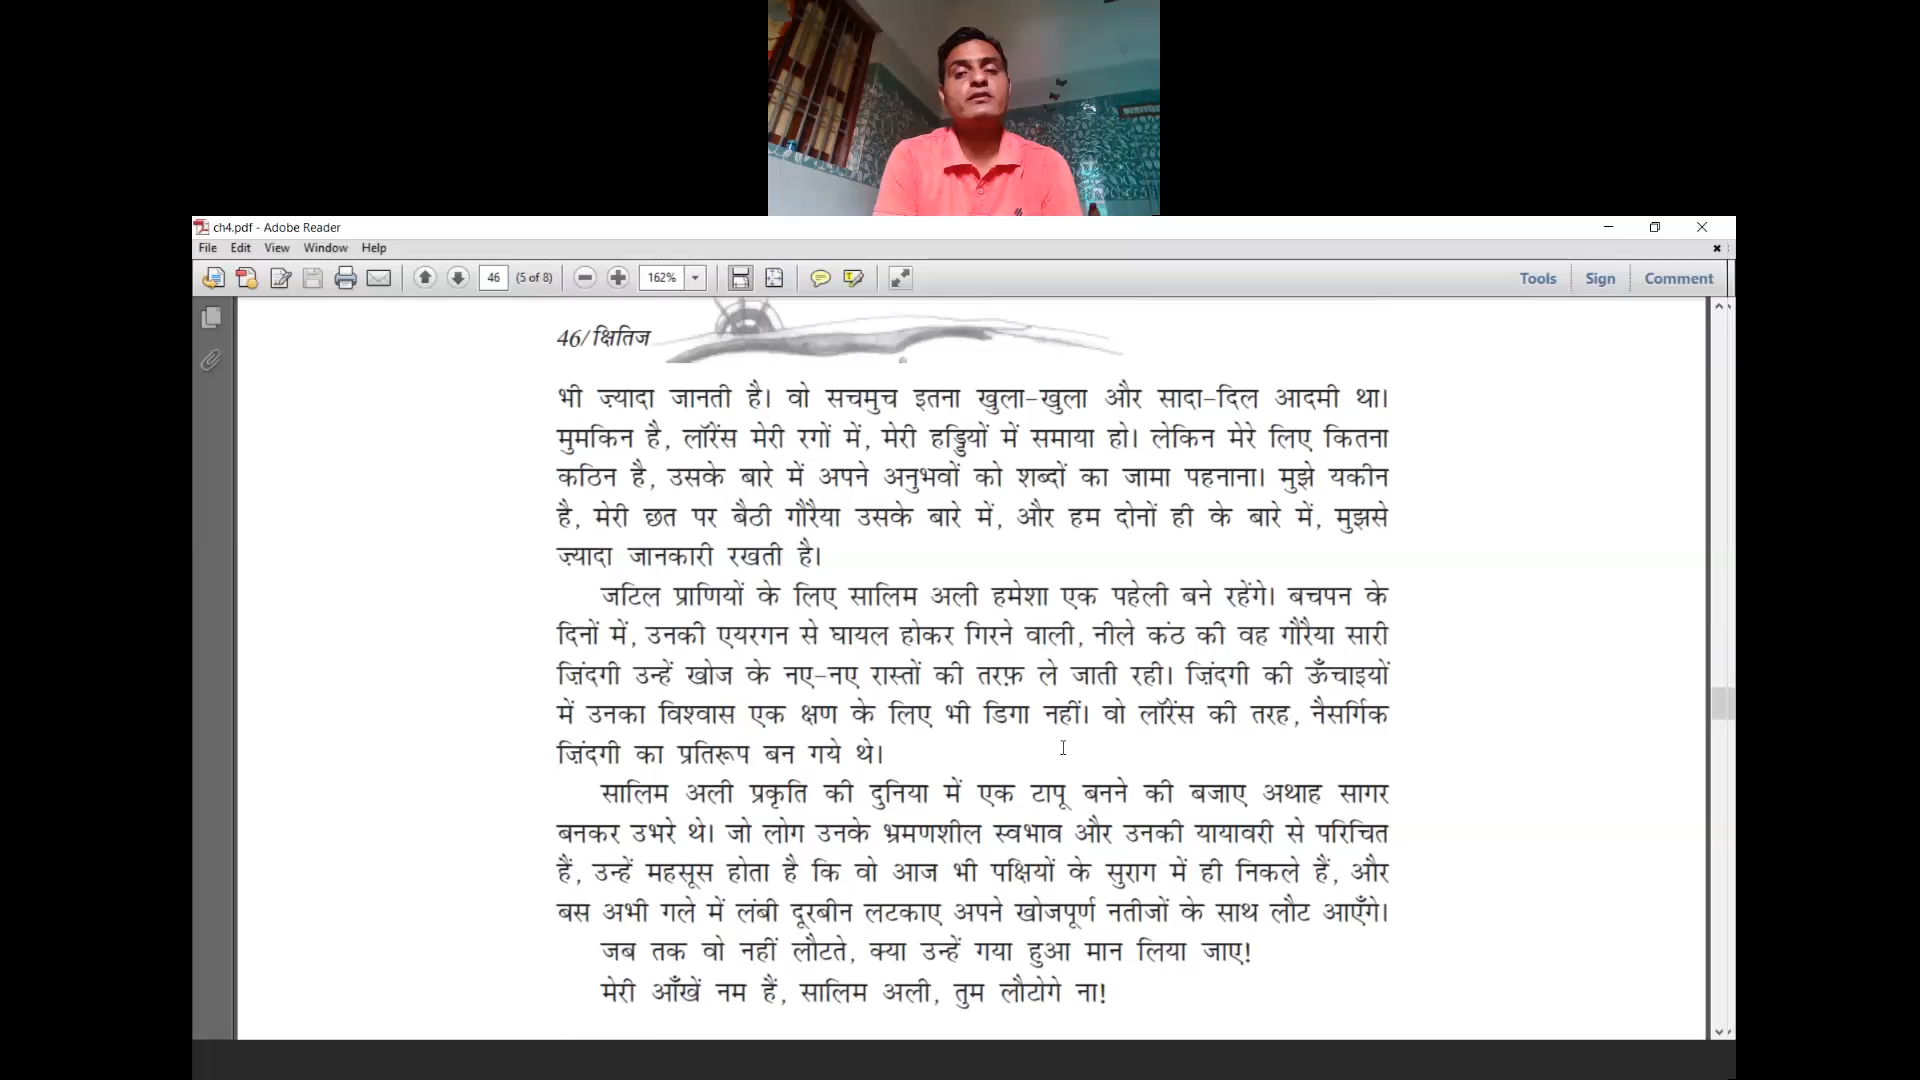 ch4.pdf - Adobe Reader
File Edit View Window Help
46 (5 of 8) 162% Tools Sign Comment
46/क्षितिज
भी ज़्यादा जानती है। वो सचमुच इतना खुला-खुला और सादा-दिल आदमी था।
मुमकिन है, लॉरेंस मेरी रगों में, मेरी हड्डियों में समाया हो। लेकिन मेरे लिए कितना
कठिन है, उसके बारे में अपने अनुभवों को शब्दों का जामा पहनाना। मुझे यकीन
है, मेरी छत पर बैठी गौरैया उसके बारे में, और हम दोनों ही के बारे में, मुझसे
ज़्यादा जानकारी रखती है।
जटिल प्राणियों के लिए सालिम अली हमेशा एक पहेली बने रहेंगे। बचपन के
दिनों में, उनकी एयरगन से घायल होकर गिरने वाली, नीले कंठ की वह गौरैया सारी
ज़िंदगी उन्हें खोज के नए-नए रास्तों की तरफ़ ले जाती रही। ज़िंदगी की ऊँचाइयों
में उनका विश्वास एक क्षण के लिए भी डिगा नहीं। वो लॉरेंस की तरह, नैसर्गिक
ज़िंदगी का प्रतिरूप बन गये थे।
सालिम अली प्रकृति की दुनिया में एक टापू बनने की बजाए अथाह सागर
बनकर उभरे थे। जो लोग उनके भ्रमणशील स्वभाव और उनकी यायावरी से परिचित
हैं, उन्हें महसूस होता है कि वो आज भी पक्षियों के सुराग में ही निकले हैं, और
बस अभी गले में लंबी दूरबीन लटकाए अपने खोजपूर्ण नतीजों के साथ लौट आएँगे।
जब तक वो नहीं लौटते, क्या उन्हें गया हुआ मान लिया जाए!
मेरी आँखें नम हैं, सालिम अली, तुम लौटोगे ना!